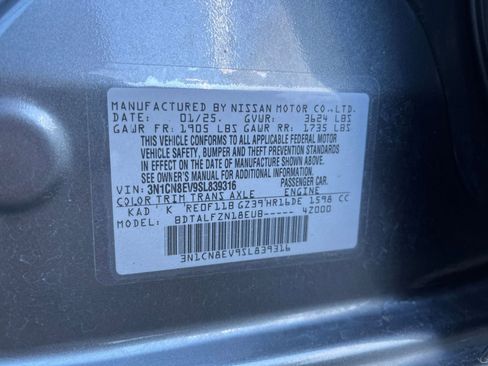 MANUFACTURED BY NISSAN MOTOR CO.,LTD.
DATE: 01/25. GVWR: 3624 LBS
GAWR FR: 1905 LBS GAWR RR: 1735 LBS
THIS VEHICLE CONFORMS TO ALL APPLICABLE FEDERAL MOTOR
VEHICLE SAFETY, BUMPER AND THEFT PREVENTION STANDARDS
IN EFFECT ON THE DATE OF MANUFACTURE SHOWN ABOVE.
SEE OWNER'S MANUAL FOR MORE INFORMATION
VIN: 3N1CN8EV9SL839316 PASSENGER CAR.
COLOR TRIM TRANS AXLE ENGINE
KAD K RE0F11B GZ39 HR16DE 1598 CC
MODEL: BDTALFZN18EUB----- 42000
3N1CN8EV9SL839316